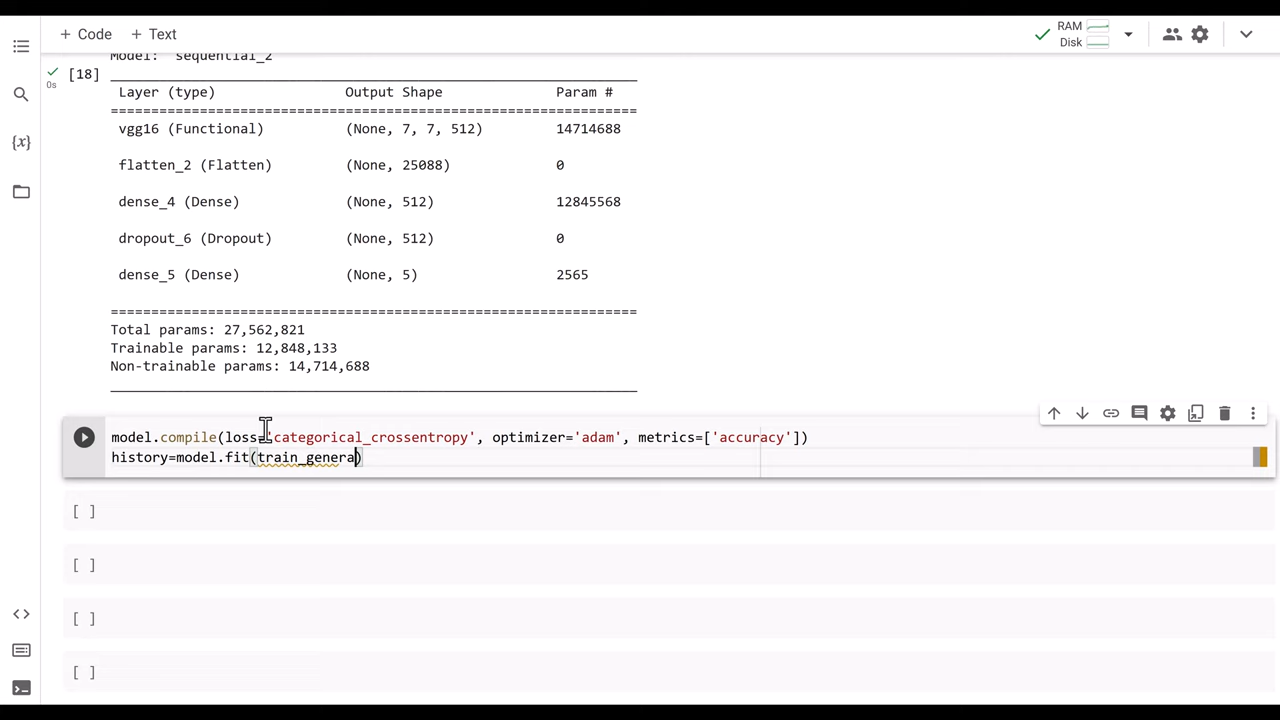 + Code + Text
RAM
Disk
Model: sequential_2
[18]
0s
Layer (type) Output Shape Param #
=================================================================
vgg16 (Functional) (None, 7, 7, 512) 14714688
flatten_2 (Flatten) (None, 25088) 0
dense_4 (Dense) (None, 512) 12845568
dropout_6 (Dropout) (None, 512) 0
dense_5 (Dense) (None, 5) 2565
=================================================================
Total params: 27,562,821
Trainable params: 12,848,133
Non-trainable params: 14,714,688
model.compile(loss='categorical_crossentropy', optimizer='adam', metrics=['accuracy'])
history=model.fit(train_genera)
[ ]
[ ]
[ ]
[ ]
{x}
<>